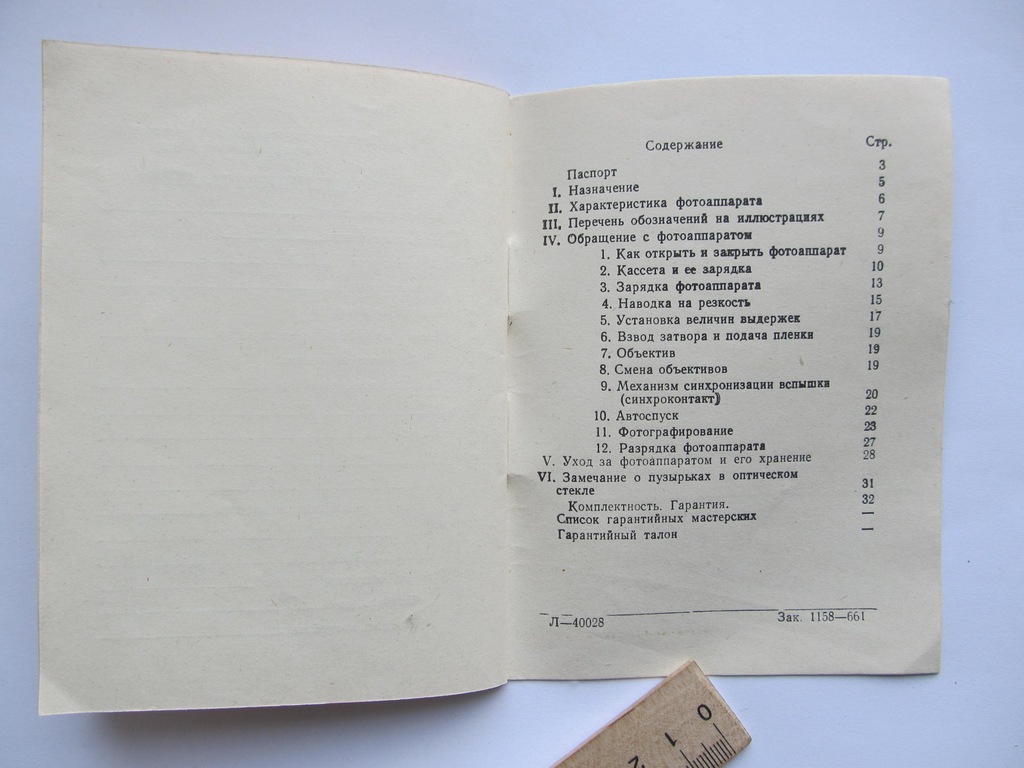 Содержание Стр.
Паспорт 3
I. Назначение 5
II. Характеристика фотоаппарата 6
III. Перечень обозначений на иллюстрациях 7
IV. Обращение с фотоаппаратом 9
1. Как открыть и закрыть фотоаппарат 9
2. Кассета и ее зарядка 10
3. Зарядка фотоаппарата 13
4. Наводка на резкость 15
5. Установка величин выдержек 17
6. Взвод затвора и подача пленки 19
7. Объектив 19
8. Смена объективов 19
9. Механизм синхронизации вспышки
(синхроконтакт) 20
10. Автоспуск 22
11. Фотографирование 23
12. Разрядка фотоаппарата 27
V. Уход за фотоаппаратом и его хранение 28
VI. Замечание о пузырьках в оптическом
стекле 31
Комплектность. Гарантия. 32
Список гарантийных мастерских —
Гарантийный талон —
Л—40028 Зак. 1158—661
0 1 2